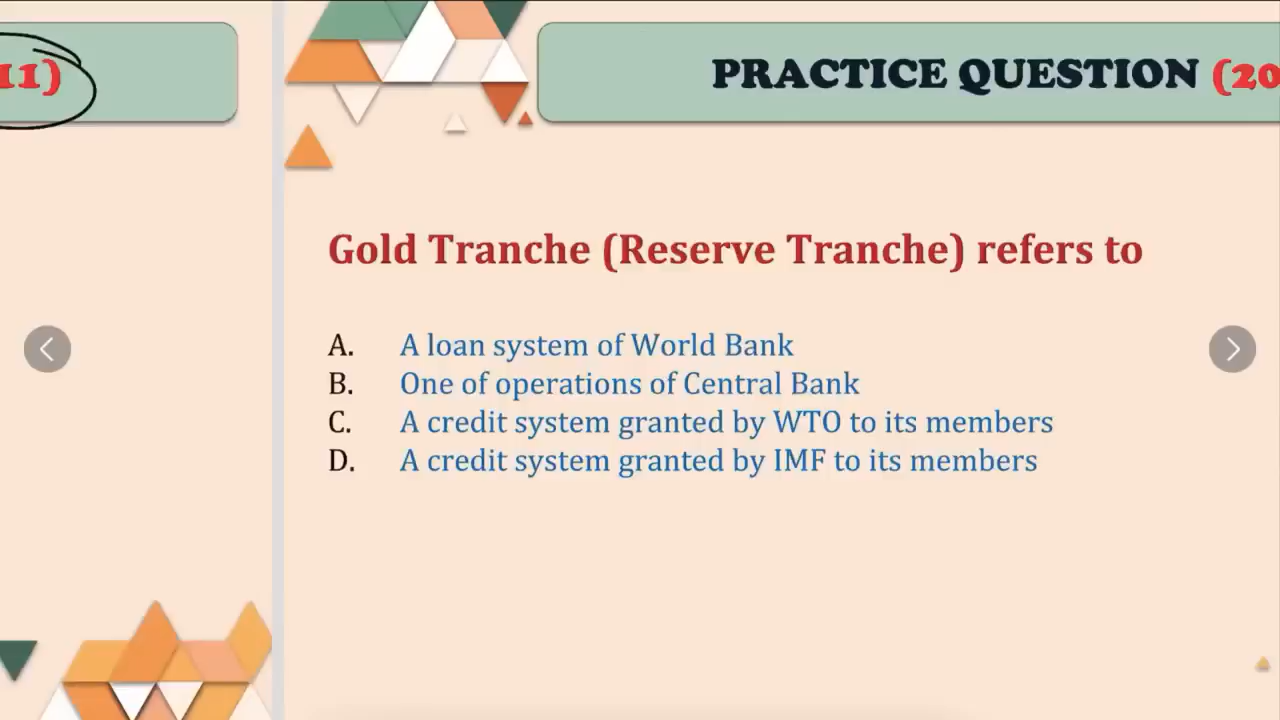 11)
PRACTICE QUESTION (20
Gold Tranche (Reserve Tranche) refers to
A. A loan system of World Bank
B. One of operations of Central Bank
C. A credit system granted by WTO to its members
D. A credit system granted by IMF to its members